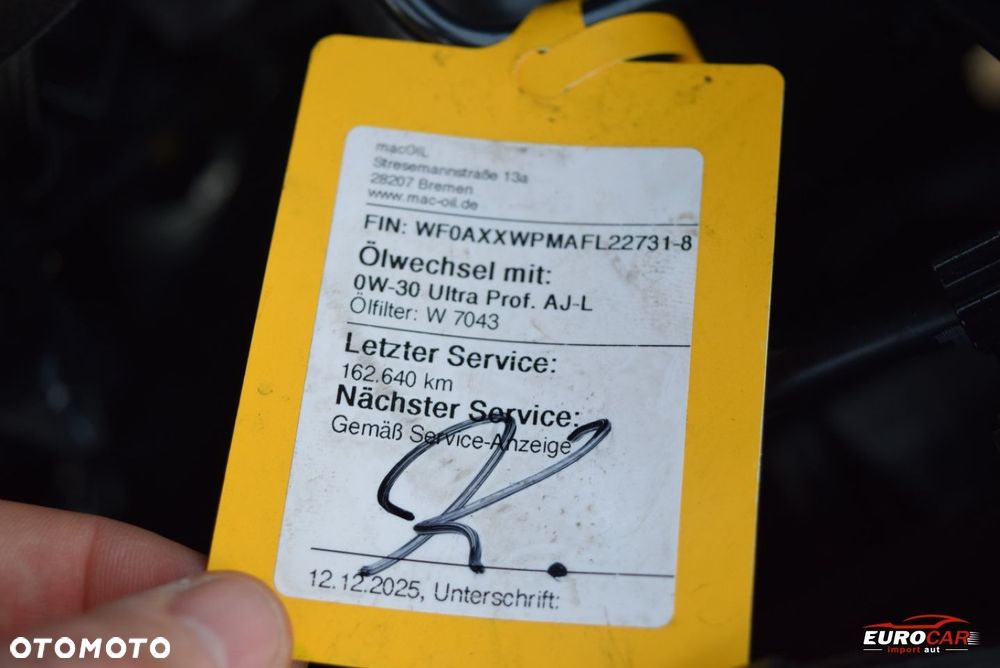 macOIL
Stresemannstraße 13a
28207 Bremen
www.mac-oil.de
FIN: WF0AXXWPMAFL22731-8
Ölwechsel mit:
0W-30 Ultra Prof. AJ-L
Ölfilter: W 7043
Letzter Service:
162.640 km
Nächster Service:
Gemäß Service-Anzeige
12.12.2025, Unterschrift:
OTOMOTO
EUROCAR
import aut